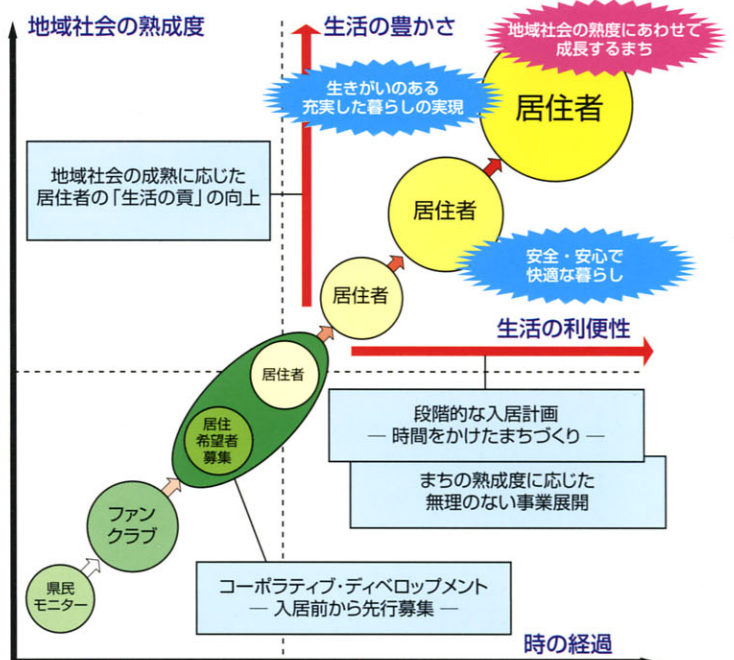 地域社会の熟成度
生活の豊かさ
地域社会の熟度にあわせて
成長するまち
生きがいのある
充実した暮らしの実現
居住者
地域社会の成熟に応じた
居住者の「生活の貢」の向上
居住者
安全・安心で
快適な暮らし
居住者
生活の利便性
居住者
段階的な入居計画
― 時間をかけたまちづくり ―
居住
希望者
募集
まちの熟成度に応じた
無理のない事業展開
ファン
クラブ
県民
モニター
コーポラティブ・ディベロップメント
― 入居前から先行募集 ―
時の経過